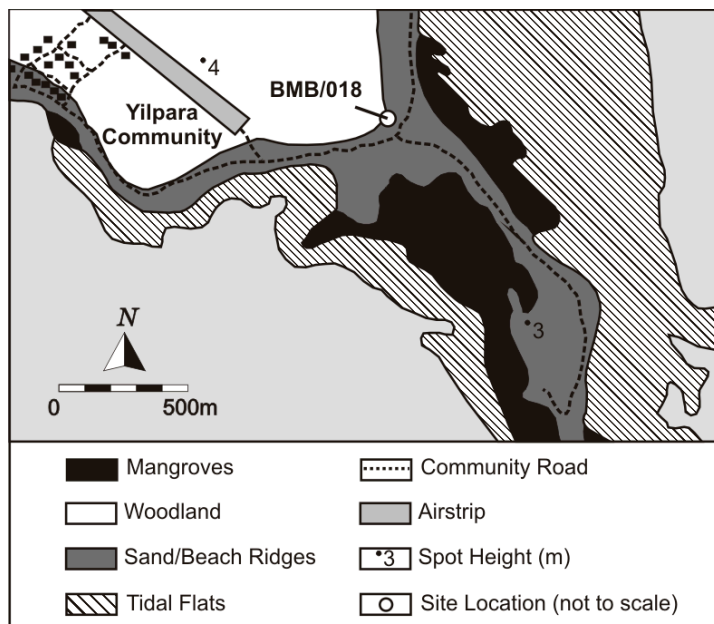 4
BMB/018
Yilpara
Community
3
N
0 500m
Mangroves
Community Road
Woodland
Airstrip
Sand/Beach Ridges
3 Spot Height (m)
Tidal Flats
Site Location (not to scale)